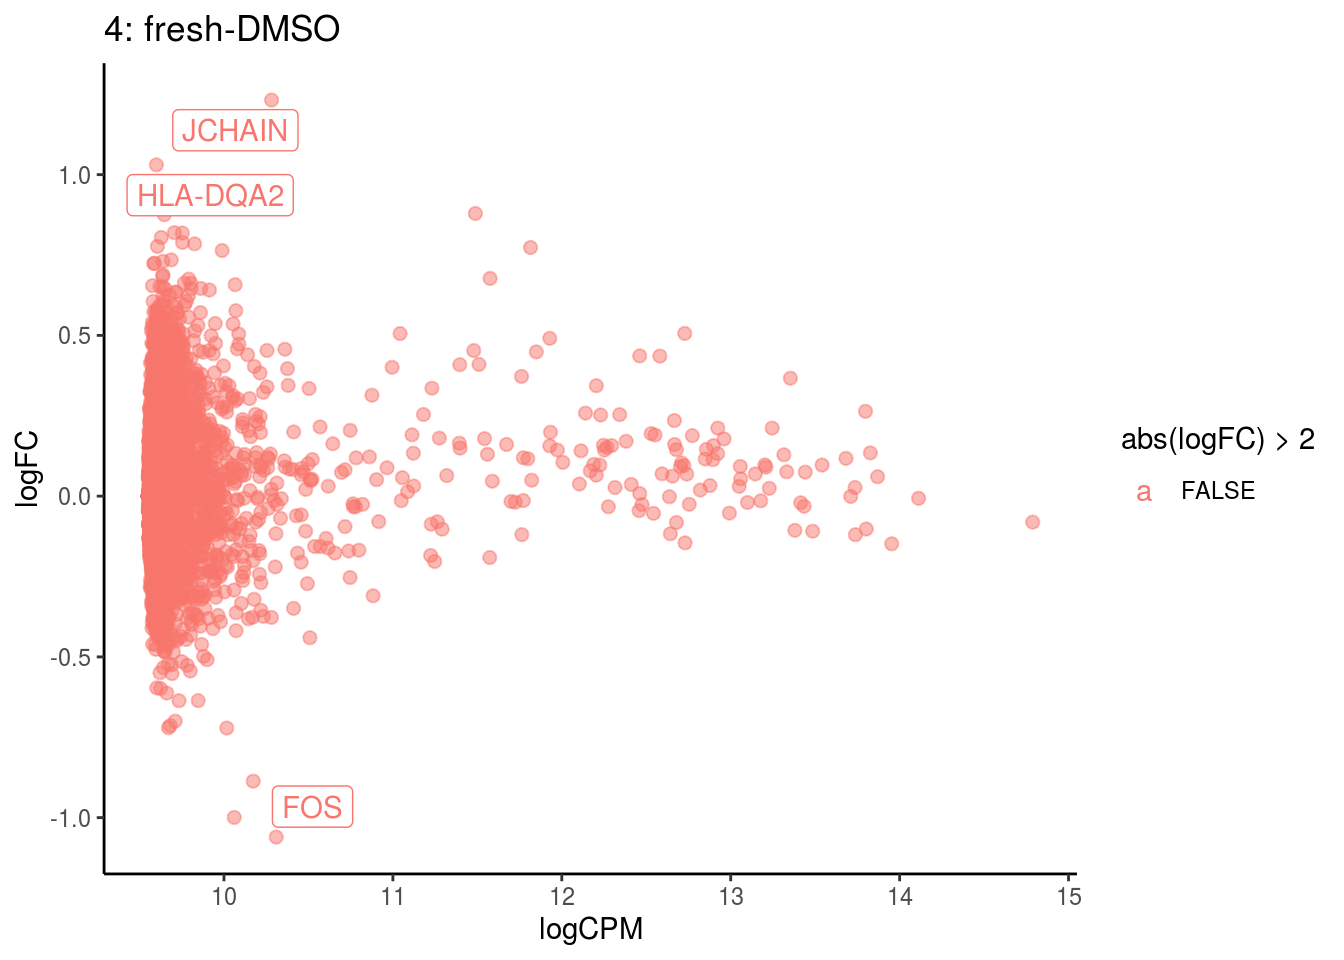 4: fresh-DMSO
JCHAIN
HLA-DQA2
FOS
1.0
0.5
0.0
-0.5
-1.0
logFC
10
11
12
13
14
15
logCPM
abs(logFC) > 2
a FALSE